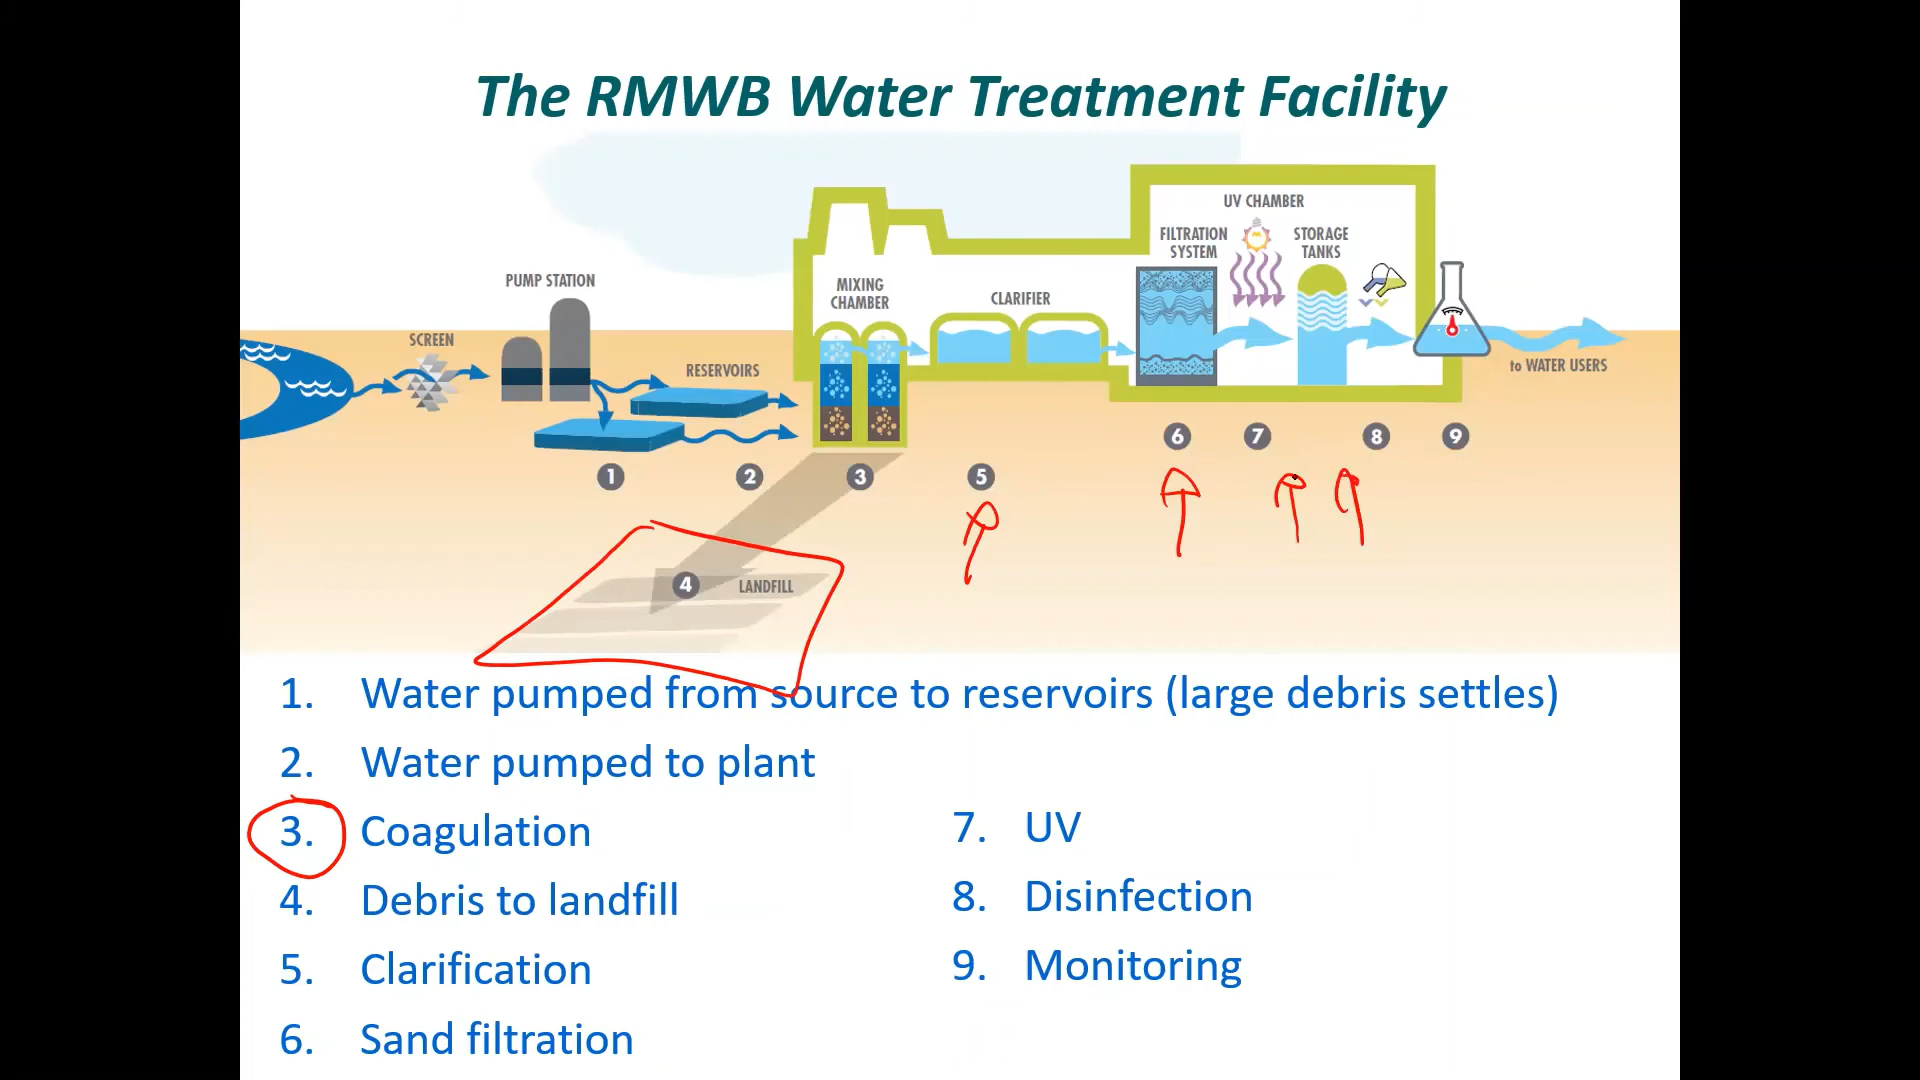 The RMWB Water Treatment Facility
UV CHAMBER
FILTRATION
SYSTEM
STORAGE
TANKS
MIXING
CHAMBER
CLARIFIER
PUMP STATION
SCREEN
RESERVOIRS
to WATER USERS
6
7
8
9
1
2
3
5
4
LANDFILL
1. Water pumped from source to reservoirs (large debris settles)
2. Water pumped to plant
3. Coagulation
4. Debris to landfill
5. Clarification
6. Sand filtration
7. UV
8. Disinfection
9. Monitoring